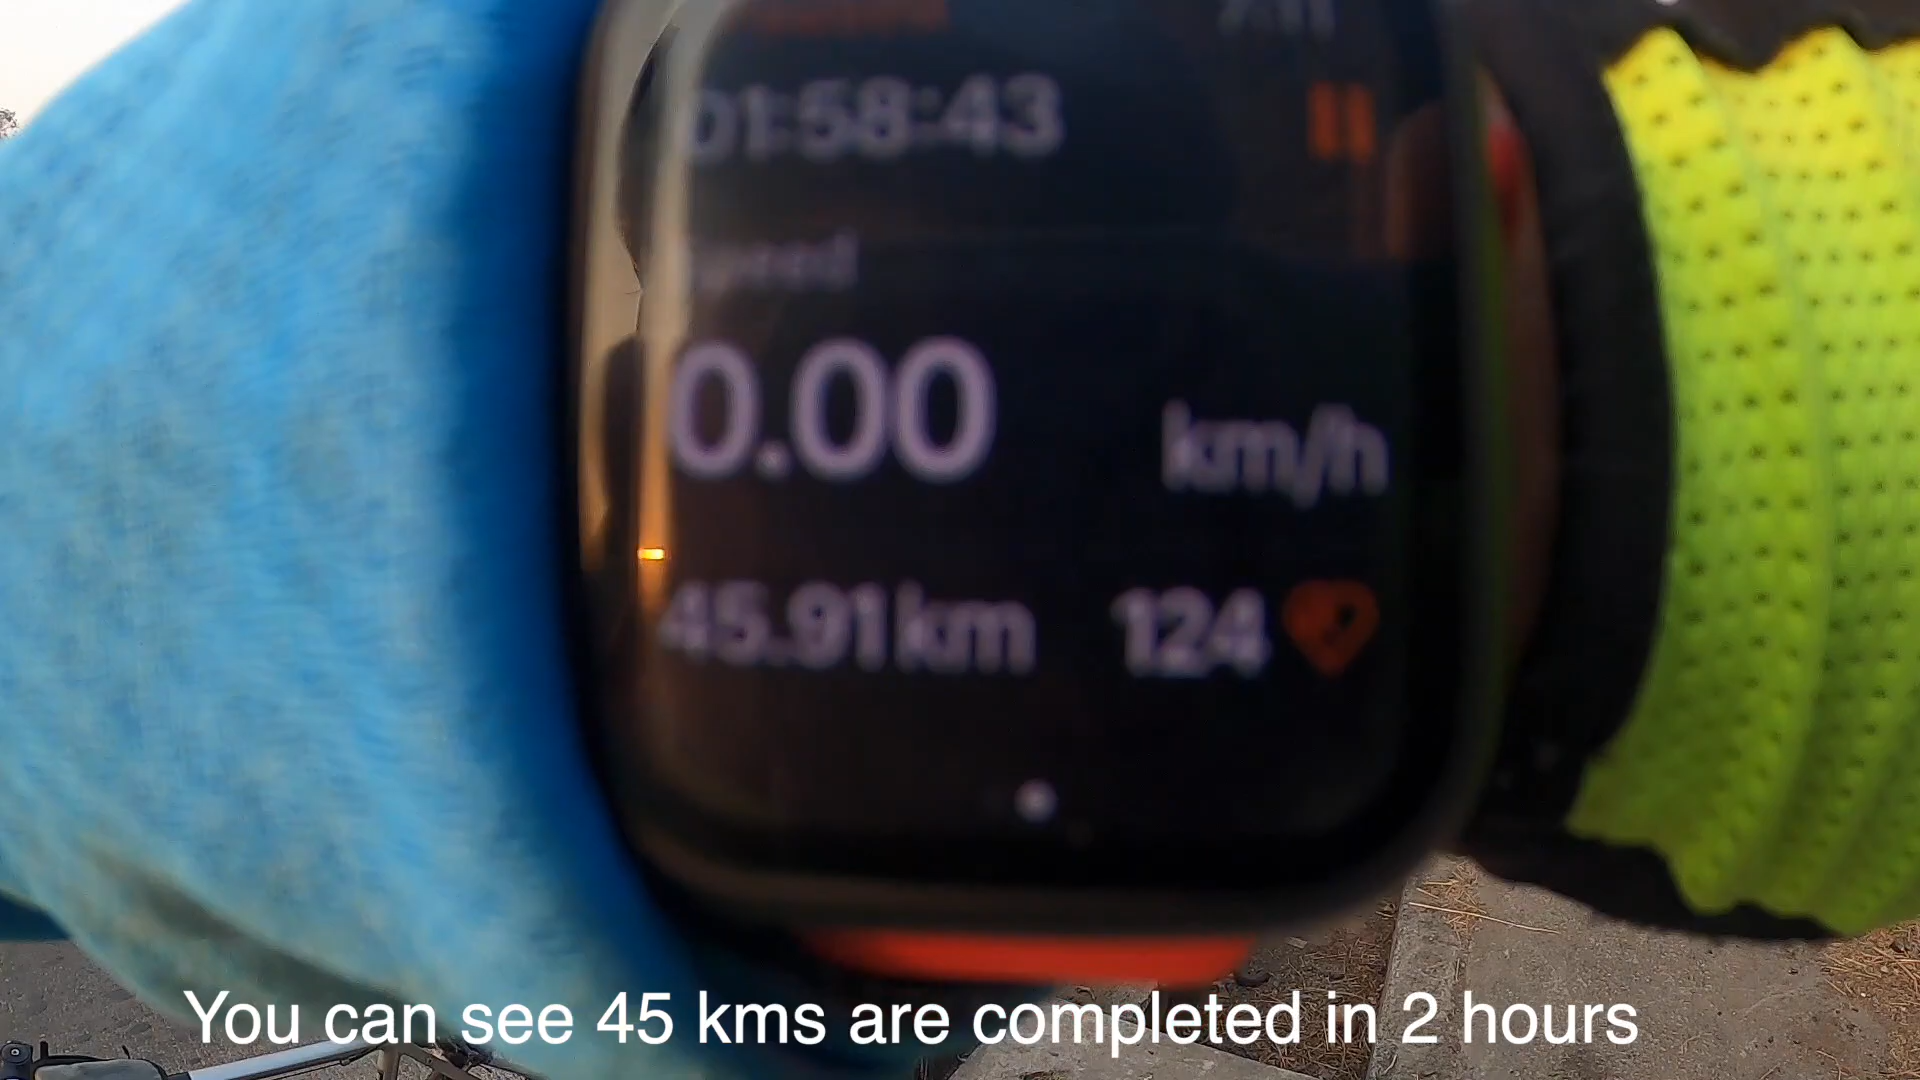 01:58:43
Speed
0.00 km/h
45.91 km 124
You can see 45 kms are completed in 2 hours